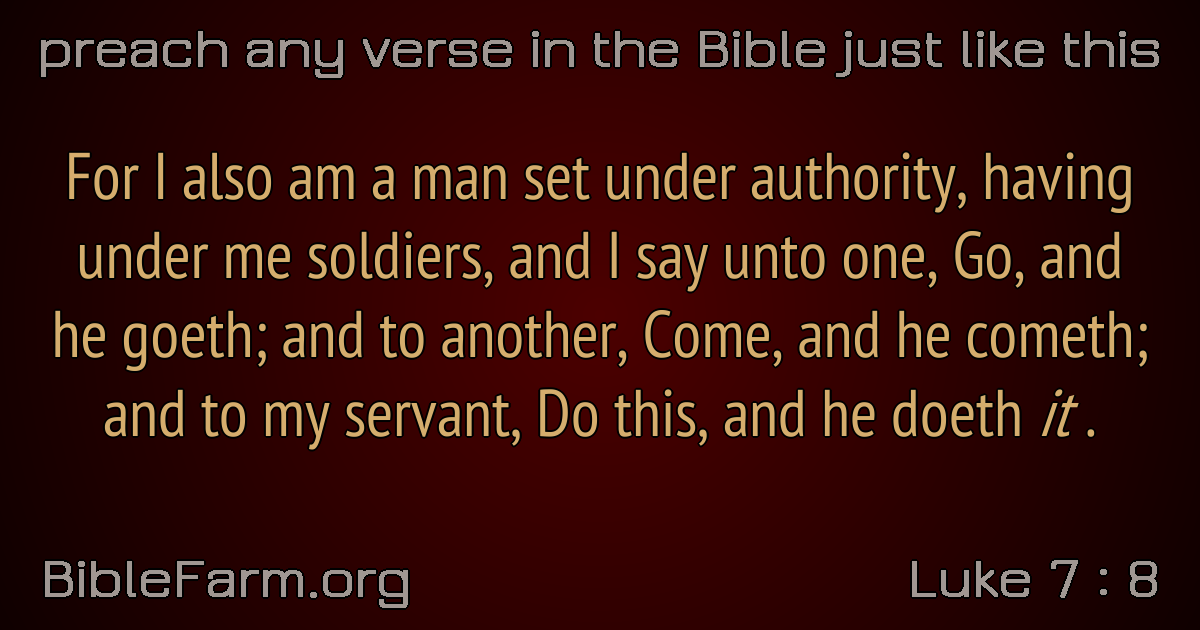 preach any verse in the Bible just like this
For I also am a man set under authority, having
under me soldiers, and I say unto one, Go, and
he goeth; and to another, Come, and he cometh;
and to my servant, Do this, and he doeth it .
BibleFarm.org
Luke 7 : 8